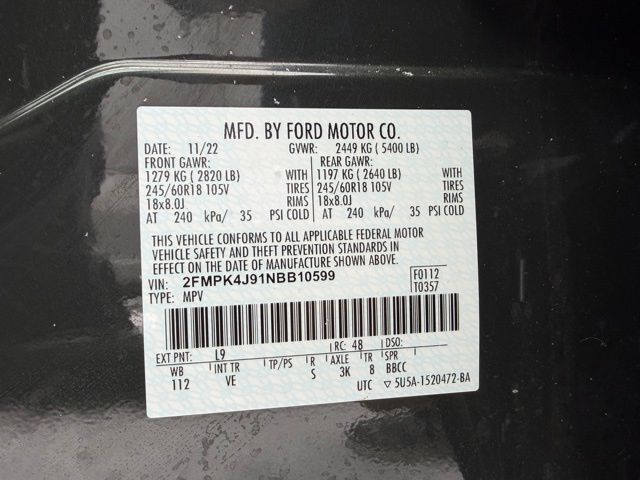 MFD. BY FORD MOTOR CO.
DATE: 11/22 GVWR: 2449 KG ( 5400 LB)
FRONT GAWR: REAR GAWR:
1279 KG ( 2820 LB) WITH 1197 KG ( 2640 LB) WITH
245/60R18 105V TIRES 245/60R18 105V TIRES
18x8.0J RIMS 18x8.0J RIMS
AT 240 kPa/ 35 PSI COLD AT 240 kPa/ 35 PSI COLD
THIS VEHICLE CONFORMS TO ALL APPLICABLE FEDERAL MOTOR
VEHICLE SAFETY AND THEFT PREVENTION STANDARDS IN
EFFECT ON THE DATE OF MANUFACTURE SHOWN ABOVE.
VIN: 2FMPK4J91NBB10599 F0112
TYPE: MPV T0357
EXT PNT: L9 RC: 48 DSO:
WB INT TR TP/PS R AXLE TR SPR
112 VE S 3K 8 BBCC
UTC ▽ 5U5A-1520472-BA